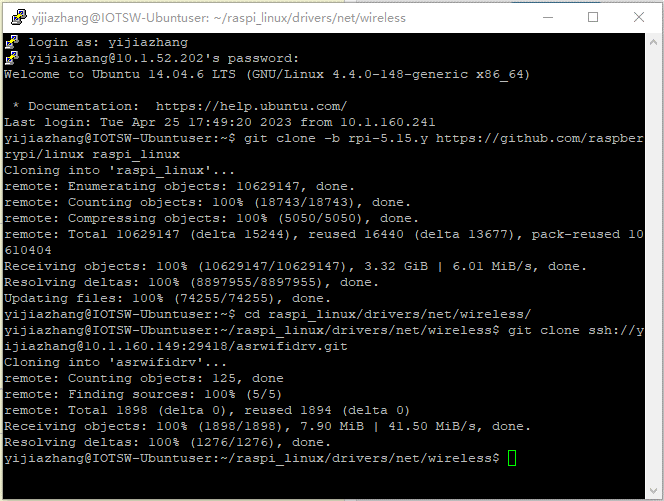 yijiazhang@IOTSW-Ubuntuser: ~/raspi_linux/drivers/net/wireless
login as: yijiazhang
yijiazhang@10.1.52.202's password:
Welcome to Ubuntu 14.04.6 LTS (GNU/Linux 4.4.0-148-generic x86_64)
* Documentation:  https://help.ubuntu.com/
Last login: Tue Apr 25 17:49:20 2023 from 10.1.160.241
yijiazhang@IOTSW-Ubuntuser:~$ git clone -b rpi-5.15.y https://github.com/raspber
rypi/linux raspi_linux
Cloning into 'raspi_linux'...
remote: Enumerating objects: 10629147, done.
remote: Counting objects: 100% (18743/18743), done.
remote: Compressing objects: 100% (5050/5050), done.
remote: Total 10629147 (delta 15244), reused 16440 (delta 13677), pack-reused 10
610404
Receiving objects: 100% (10629147/10629147), 3.32 GiB | 6.01 MiB/s, done.
Resolving deltas: 100% (8897955/8897955), done.
Updating files: 100% (74255/74255), done.
yijiazhang@IOTSW-Ubuntuser:~$ cd raspi_linux/drivers/net/wireless/
yijiazhang@IOTSW-Ubuntuser:~/raspi_linux/drivers/net/wireless$ git clone ssh://y
ijiazhang@10.1.160.149:29418/asrwifidrv.git
Cloning into 'asrwifidrv'...
remote: Counting objects: 125, done
remote: Finding sources: 100% (5/5)
remote: Total 1898 (delta 0), reused 1894 (delta 0)
Receiving objects: 100% (1898/1898), 7.90 MiB | 41.50 MiB/s, done.
Resolving deltas: 100% (1276/1276), done.
yijiazhang@IOTSW-Ubuntuser:~/raspi_linux/drivers/net/wireless$